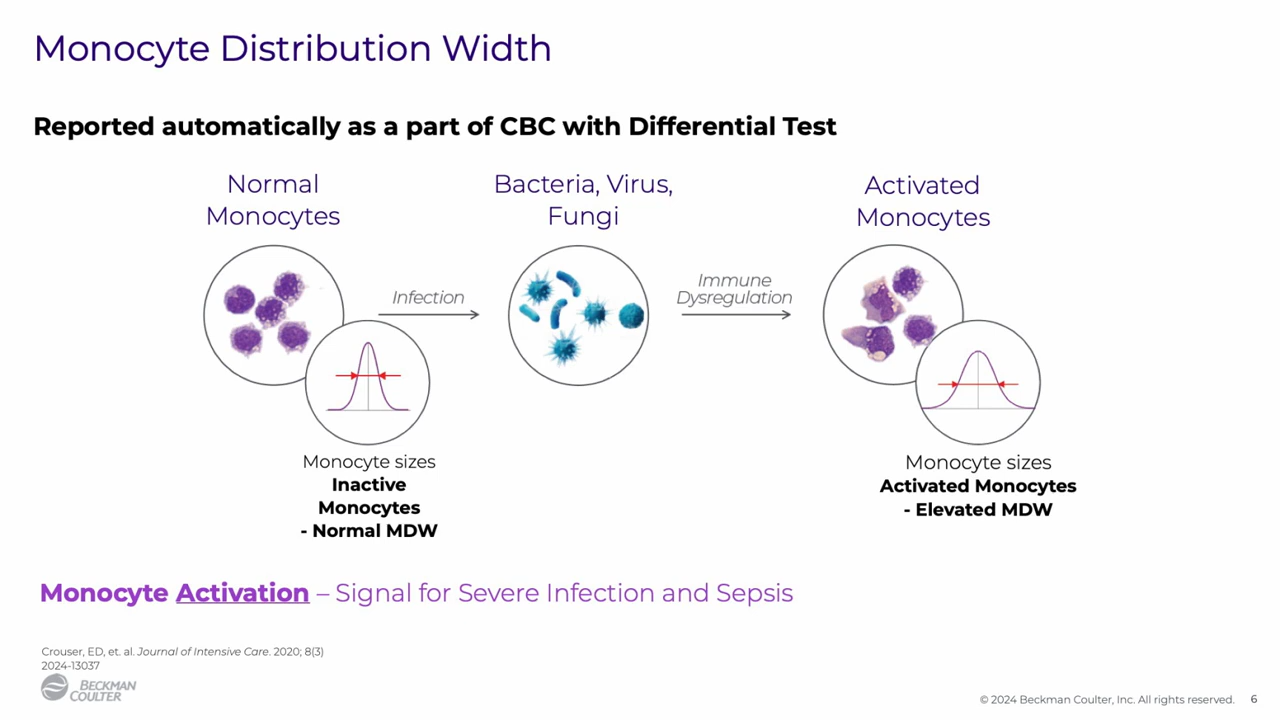 Monocyte Distribution Width
Reported automatically as a part of CBC with Differential Test
Normal
Monocytes
Bacteria, Virus,
Fungi
Activated
Monocytes
Infection
Immune
Dysregulation
Monocyte sizes
Inactive
Monocytes
- Normal MDW
Monocyte sizes
Activated Monocytes
- Elevated MDW
Monocyte Activation – Signal for Severe Infection and Sepsis
Crouser, ED, et. al. Journal of Intensive Care. 2020; 8(3)
2024-13037
BECKMAN
COULTER
© 2024 Beckman Coulter, Inc. All rights reserved. 6